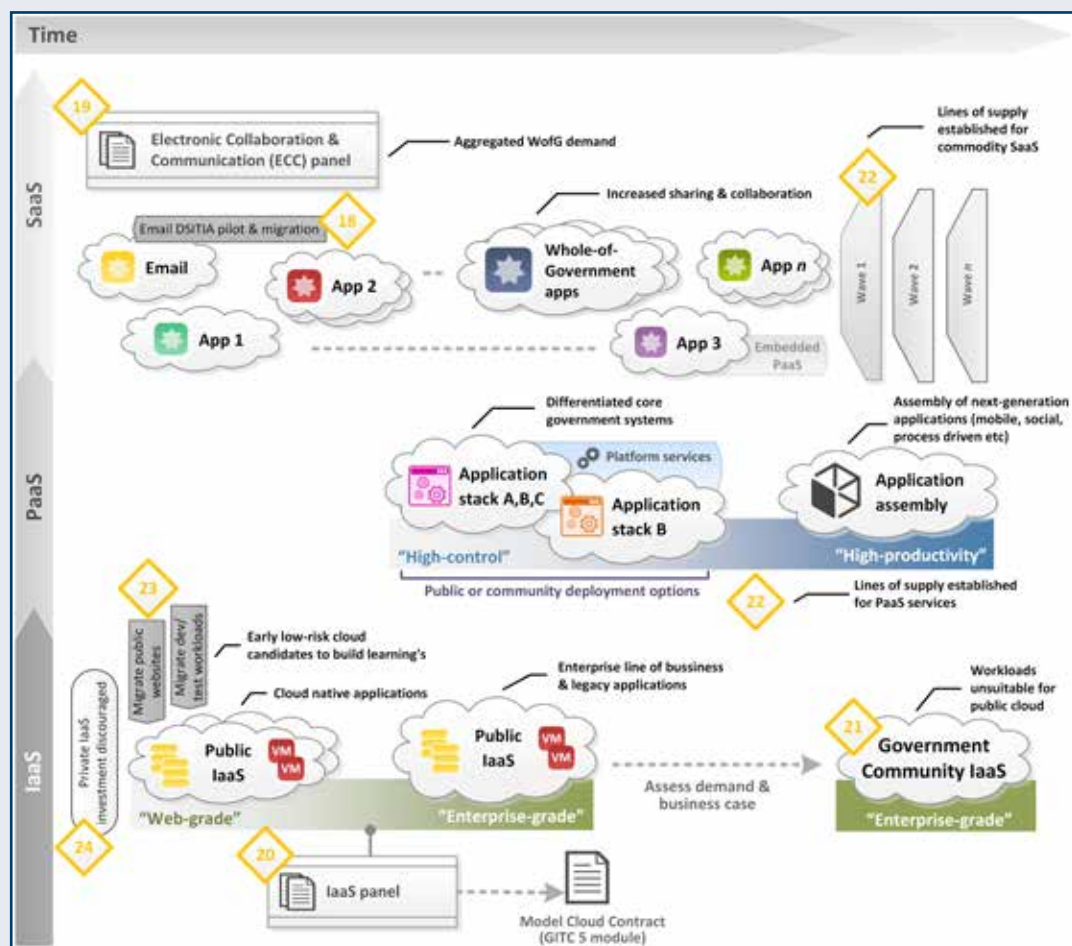 Time
SaaS
19
Electronic Collaboration &
Communication (ECC) panel
Aggregated WofG demand
Lines of supply
established for
commodity SaaS
22
Increased sharing & collaboration
Email DSITIA pilot & migration
18
Email
App 2
Whole-of-
Government
apps
App n
Wave 1
Wave 2
Wave n
App 1
App 3
Embedded
PaaS
PaaS
Differentiated core
government systems
Assembly of next-generation
applications (mobile, social,
process driven etc)
Platform services
Application
stack A,B,C
Application
stack B
Application
assembly
"High-control"
"High-productivity"
Public or community deployment options
22
Lines of supply established
for PaaS services
IaaS
23
Migrate public
websites
Migrate dev/
test workloads
Early low-risk cloud
candidates to build learning's
Cloud native applications
Enterprise line of bussiness
& legacy applications
Workloads
unsuitable for
public cloud
Private IaaS
investment discouraged
24
Public
IaaS
VM
VM
Public
IaaS
VM
VM
Assess demand &
business case
21
Government
Community IaaS
"Web-grade"
"Enterprise-grade"
"Enterprise-grade"
20
IaaS panel
Model Cloud Contract
(GITC 5 module)